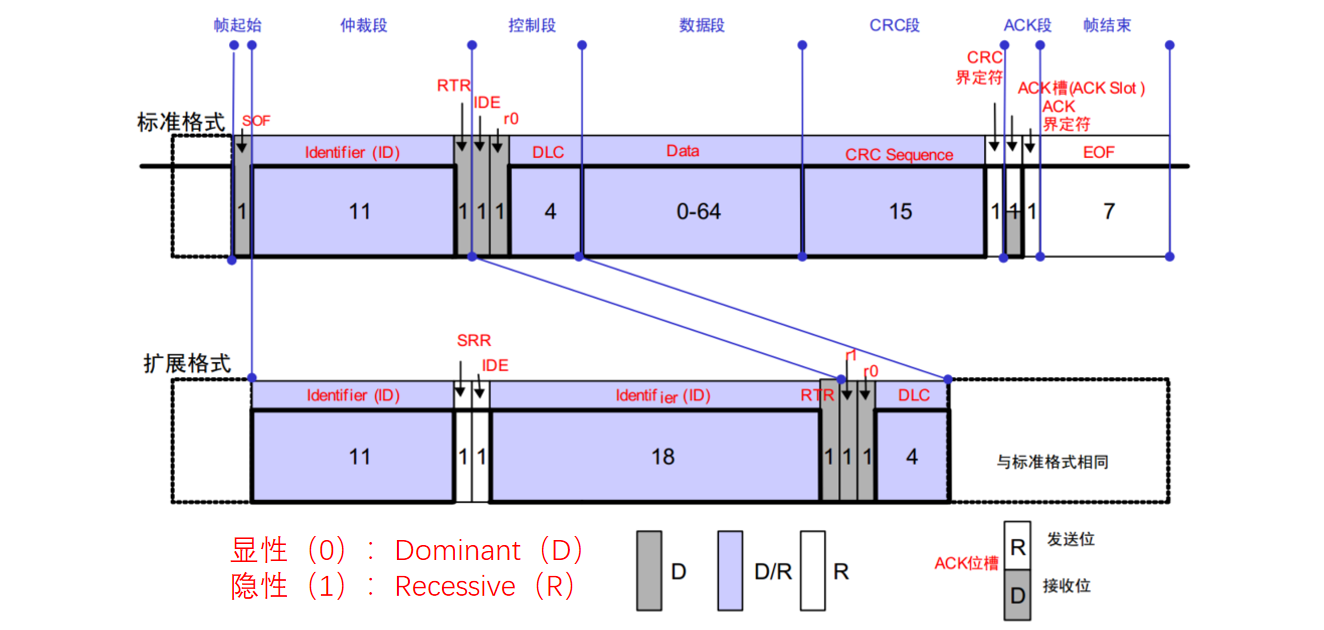 帧起始 仲裁段 控制段 数据段 CRC段 ACK段 帧结束
CRC
界定符
RTR
IDE
r0
ACK槽(ACK Slot)
ACK
界定符
标准格式
SOF
Identifier (ID) DLC Data CRC Sequence EOF
1 11 1 1 1 4 0-64 15 1 1 1 7
SRR
IDE
r1
r0
扩展格式
Identifier (ID) Identifier (ID) RTR DLC
11 1 1 18 1 1 1 4
与标准格式相同
显性(0): Dominant(D)
隐性(1): Recessive(R)
D D/R R
ACK位槽
R 发送位
D 接收位